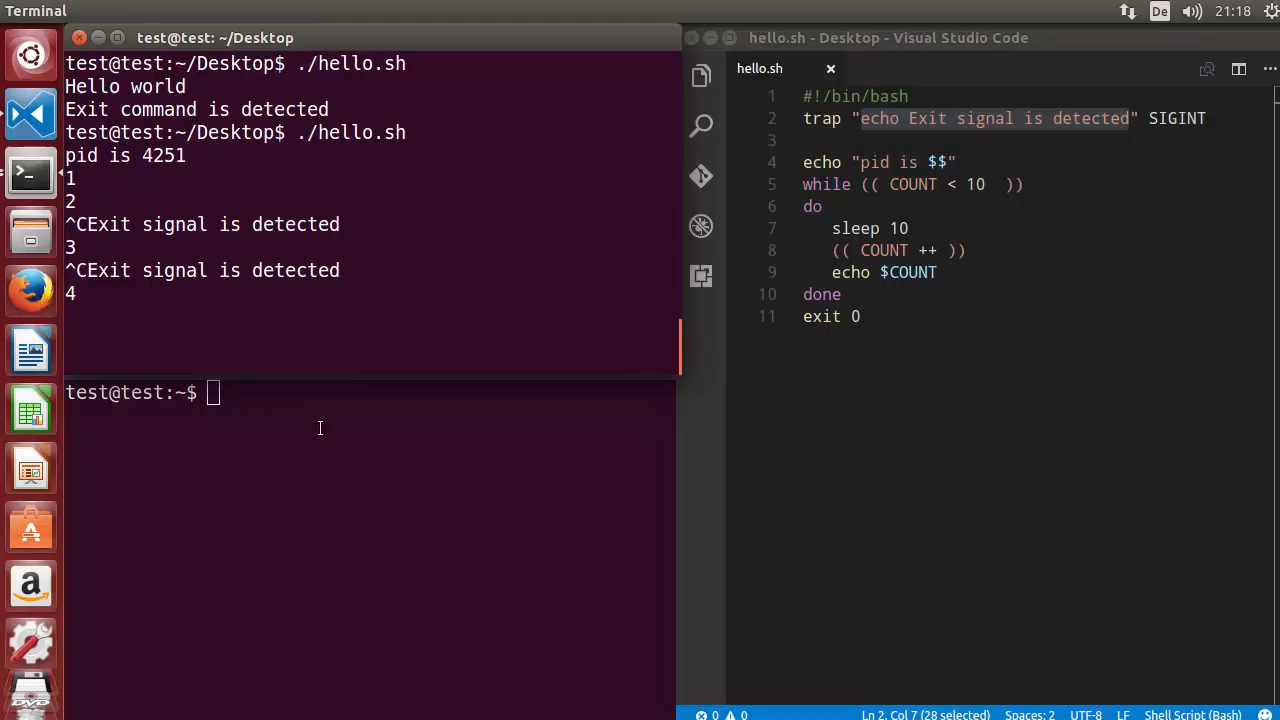 Terminal
De
21:18
test@test: ~/Desktop
test@test:~/Desktop$ ./hello.sh
Hello world
Exit command is detected
test@test:~/Desktop$ ./hello.sh
pid is 4251
1
2
^CExit signal is detected
3
^CExit signal is detected
4
test@test:~$
hello.sh - Desktop - Visual Studio Code
hello.sh
1 #!/bin/bash
2 trap "echo Exit signal is detected" SIGINT
3
4 echo "pid is $$"
5 while (( COUNT < 10  ))
6 do
7    sleep 10
8    (( COUNT ++ ))
9    echo $COUNT
10 done
11 exit 0
0 0 Ln 2, Col 7 (28 selected) Spaces: 2 UTF-8 LF Shell Script (Bash)